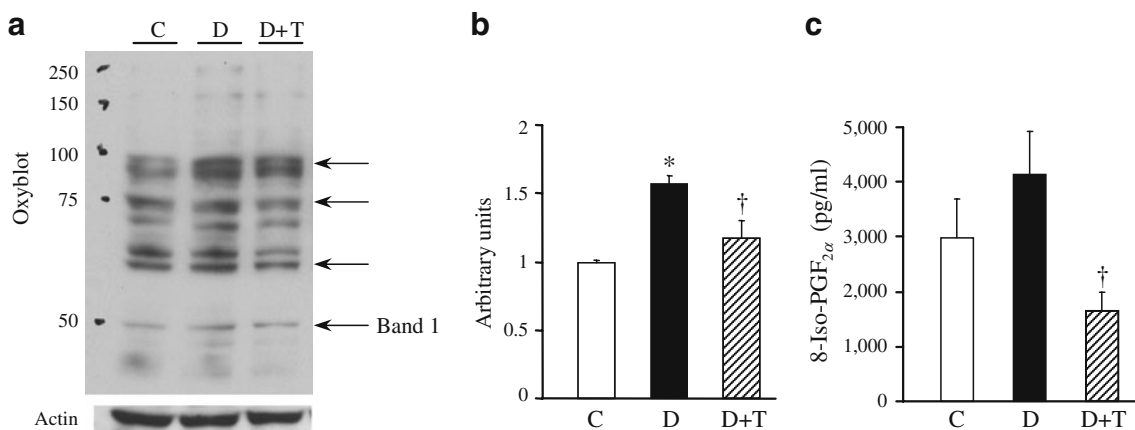 a
C D D+T
Oxyblot
250
150
100
75
50
Band 1
Actin
b
Arbitrary units
2
1.5
1
0.5
0
*
†
C D D+T
c
8-Iso-PGF2α (pg/ml)
5,000
4,000
3,000
2,000
1,000
0
†
C D D+T